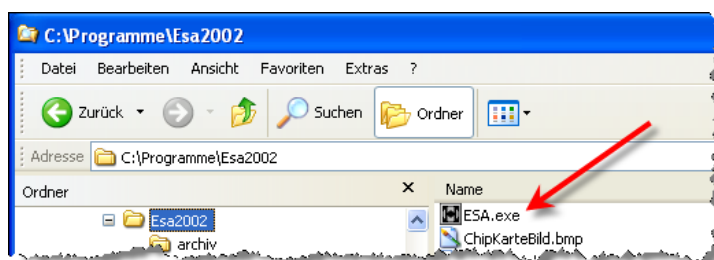 C:\Programme\Esa2002
Datei Bearbeiten Ansicht Favoriten Extras ?
Zurück Suchen Ordner
Adresse C:\Programme\Esa2002
Ordner × Name
Esa2002 ESA.exe
archiv ChipKarteBild.bmp